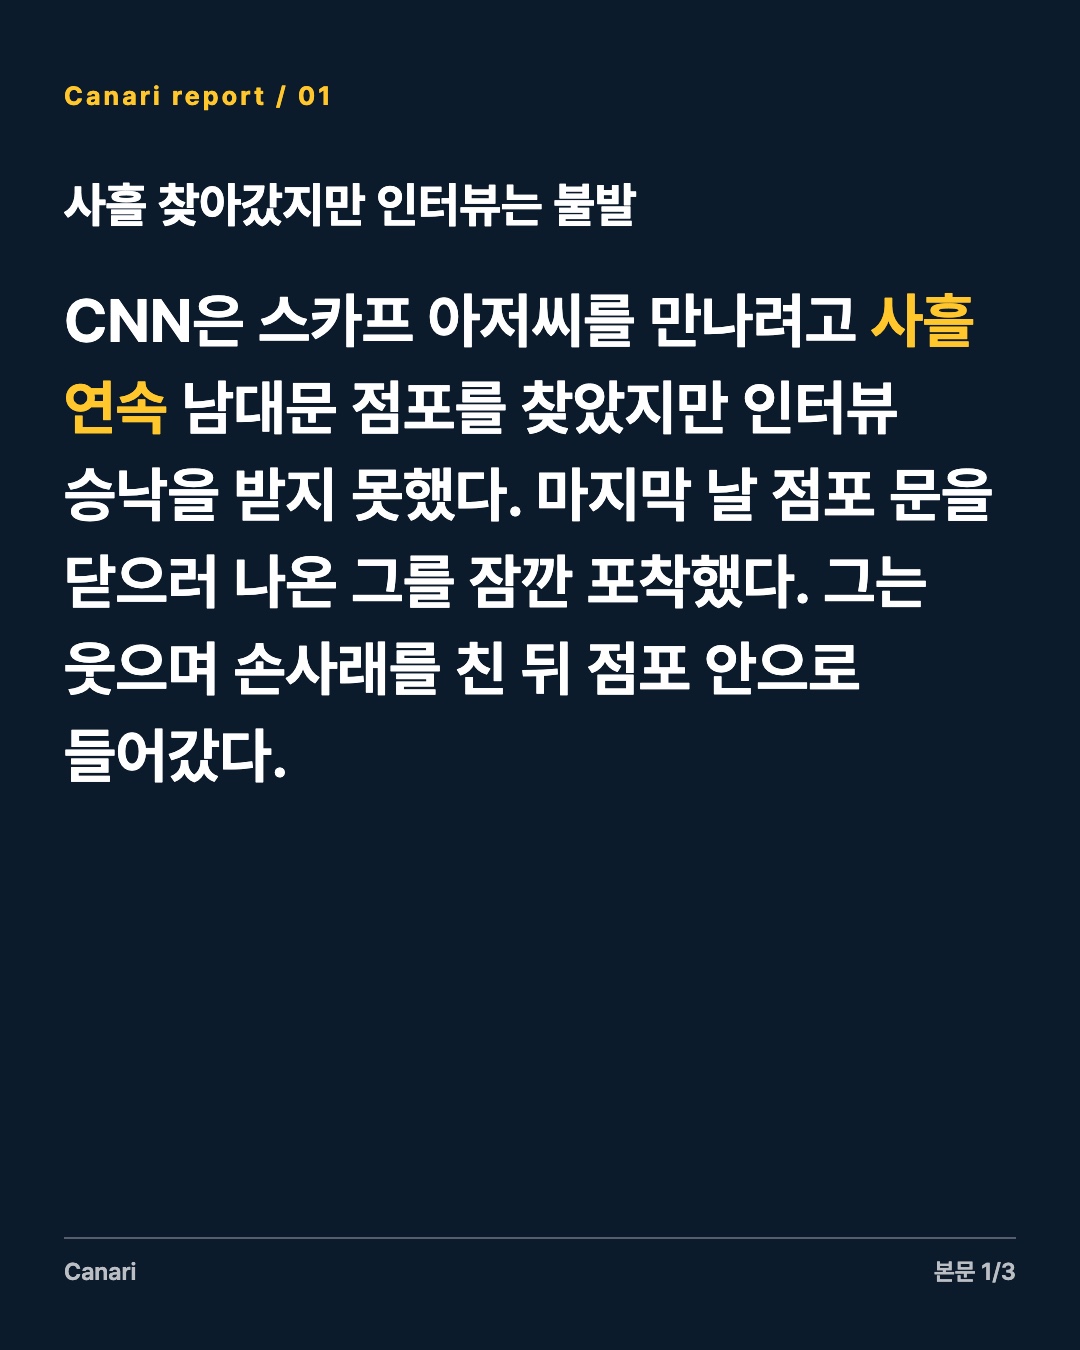 Canari report / 01
사흘 찾아갔지만 인터뷰는 불발
CNN은 스카프 아저씨를 만나려고 사흘
연속 남대문 점포를 찾았지만 인터뷰
승낙을 받지 못했다. 마지막 날 점포 문을
닫으러 나온 그를 잠깐 포착했다. 그는
웃으며 손사래를 친 뒤 점포 안으로
들어갔다.
Canari
본문 1/3